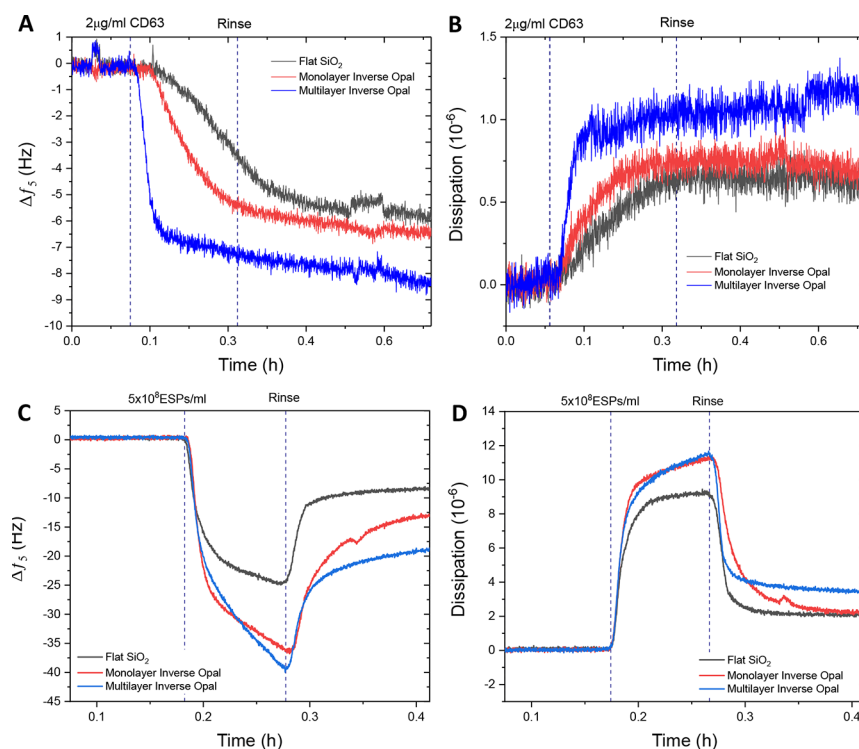 A
2μg/ml CD63
Rinse
5
4
3
2
1
0
-1
-2
-3
-4
-5
-6
-7
-8
-9
-10
Δf5 (Hz)
Flat SiO2
Monolayer Inverse Opal
Multilayer Inverse Opal
0.0 0.1 0.3 0.4 0.6
Time (h)
B
2μg/ml CD63
Rinse
1.5
1.2
0.9
0.6
0.3
0.0
Dissipation (10-6)
Flat SiO2
Monolayer Inverse Opal
Multilayer Inverse Opal
0.0 0.1 0.3 0.4 0.6
Time (h)
C
5x10⁸ESPs/ml
Rinse
5
0
-5
-10
-15
-20
-25
-30
-35
-40
-45
Δf5 (Hz)
Flat SiO2
Monolayer Inverse Opal
Multilayer Inverse Opal
0.1 0.2 0.3 0.4
Time (h)
D
5x10⁸ESPs/ml
Rinse
14
12
10
8
6
4
2
0
-2
Dissipation (10-6)
Flat SiO2
Monolayer Inverse Opal
Multilayer Inverse Opal
0.1 0.2 0.3 0.4
Time (h)